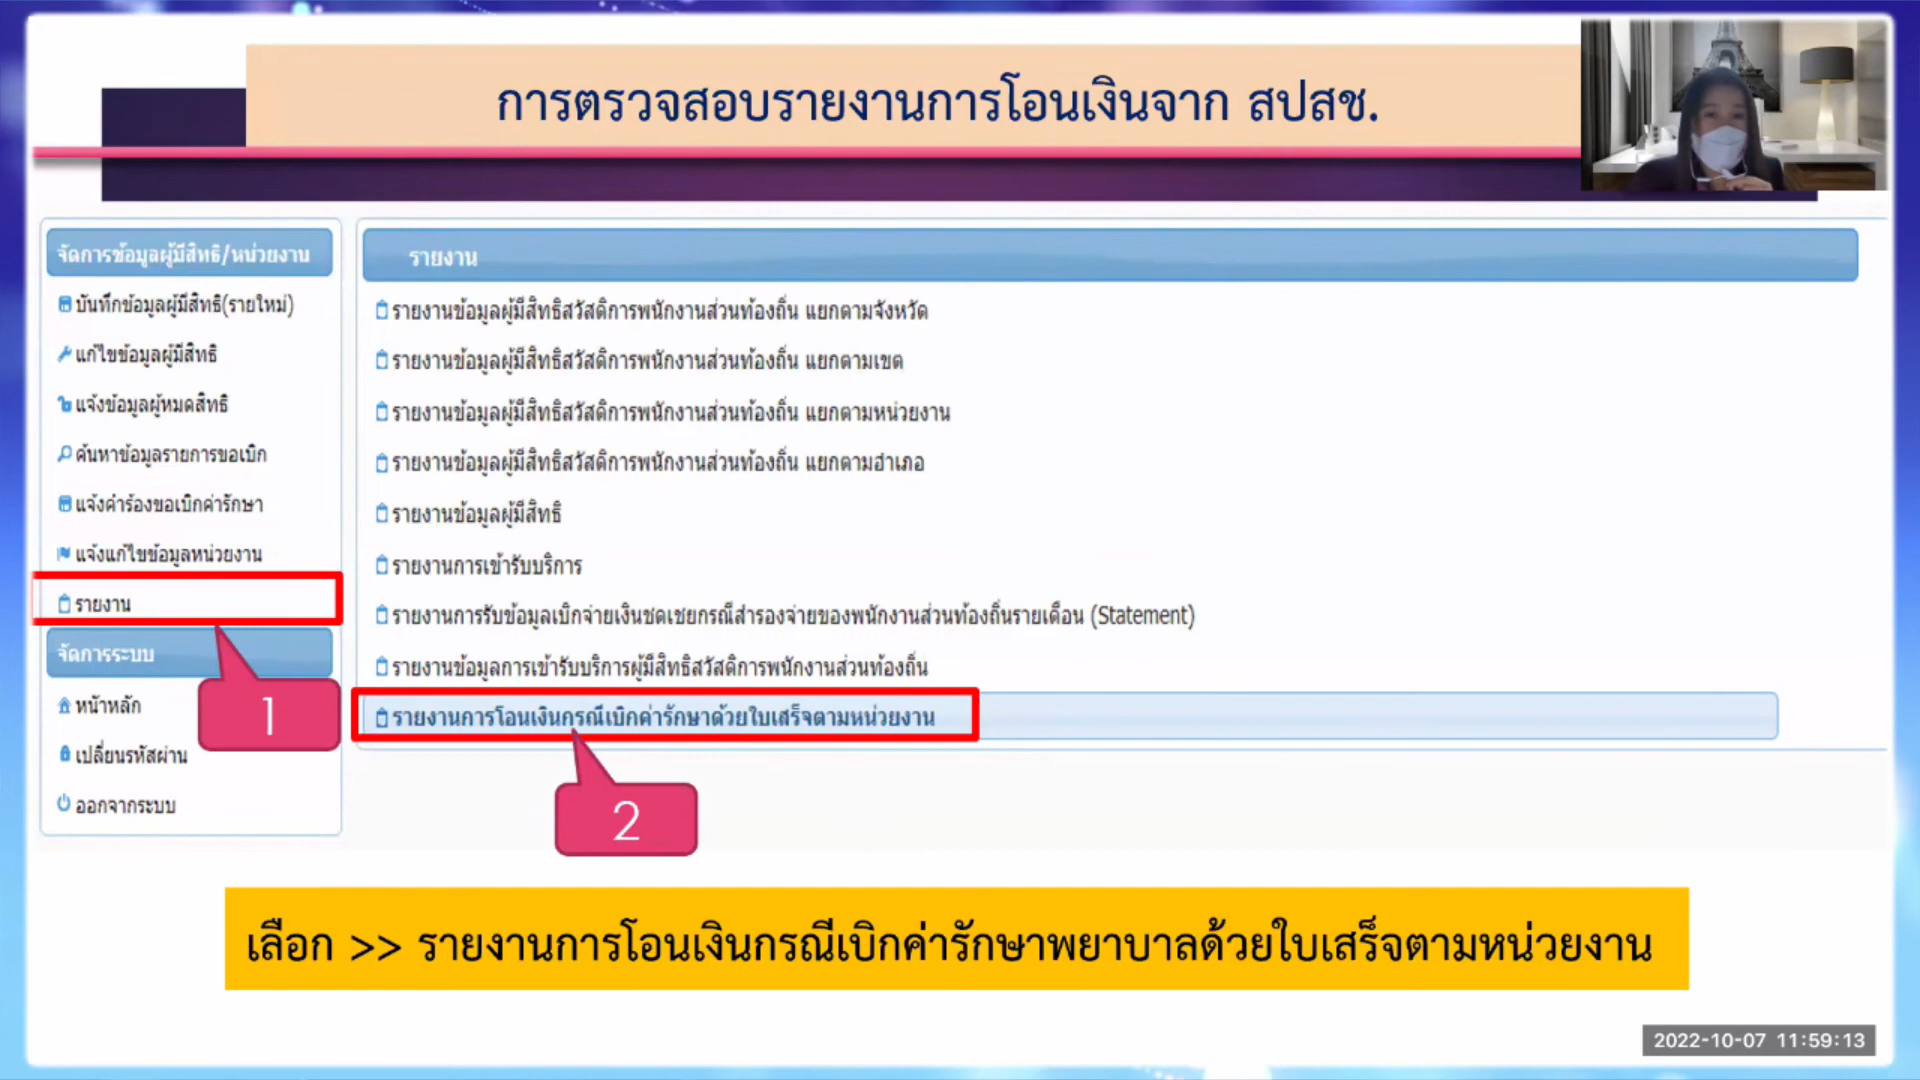 การตรวจสอบรายงานการโอนเงินจาก สปสช.
จัดการข้อมูลผู้มีสิทธิ/หน่วยงาน
บันทึกข้อมูลผู้มีสิทธิ(รายใหม่)
แก้ไขข้อมูลผู้มีสิทธิ
แจ้งข้อมูลผู้หมดสิทธิ
ค้นหาข้อมูลรายการขอเบิก
แจ้งคำร้องขอเบิกค่ารักษา
แจ้งแก้ไขข้อมูลหน่วยงาน
รายงาน
จัดการระบบ
หน้าหลัก
เปลี่ยนรหัสผ่าน
ออกจากระบบ
1
รายงาน
รายงานข้อมูลผู้มีสิทธิสวัสดิการพนักงานส่วนท้องถิ่น แยกตามจังหวัด
รายงานข้อมูลผู้มีสิทธิสวัสดิการพนักงานส่วนท้องถิ่น แยกตามเขต
รายงานข้อมูลผู้มีสิทธิสวัสดิการพนักงานส่วนท้องถิ่น แยกตามหน่วยงาน
รายงานข้อมูลผู้มีสิทธิสวัสดิการพนักงานส่วนท้องถิ่น แยกตามอำเภอ
รายงานข้อมูลผู้มีสิทธิ
รายงานการเข้ารับบริการ
รายงานการรับข้อมูลเบิกจ่ายเงินชดเชยกรณีสำรองจ่ายของพนักงานส่วนท้องถิ่นรายเดือน (Statement)
รายงานข้อมูลการเข้ารับบริการผู้มีสิทธิสวัสดิการพนักงานส่วนท้องถิ่น
รายงานการโอนเงินกรณีเบิกค่ารักษาด้วยใบเสร็จตามหน่วยงาน
2
เลือก >> รายงานการโอนเงินกรณีเบิกค่ารักษาพยาบาลด้วยใบเสร็จตามหน่วยงาน
2022-10-07 11:59:13